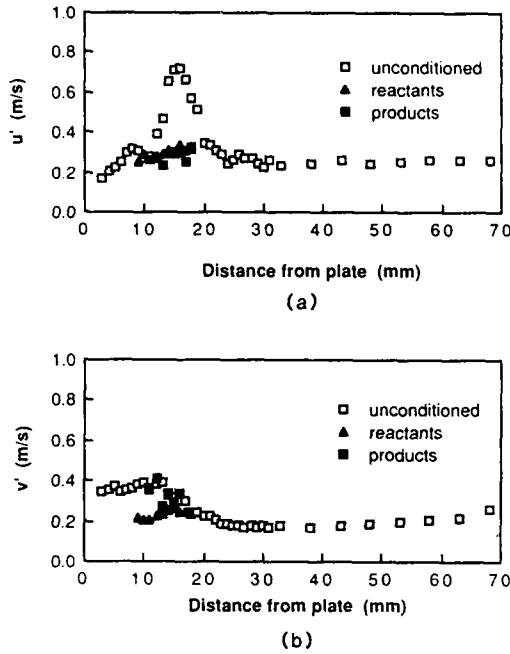 1.0
0.8
0.6
0.4
0.2
0.0
u' (m/s)
unconditioned
reactants
products
0 10 20 30 40 50 60 70
Distance from plate (mm)
(a)
1.0
0.8
0.6
0.4
0.2
0.0
v' (m/s)
unconditioned
reactants
products
0 10 20 30 40 50 60 70
Distance from plate (mm)
(b)